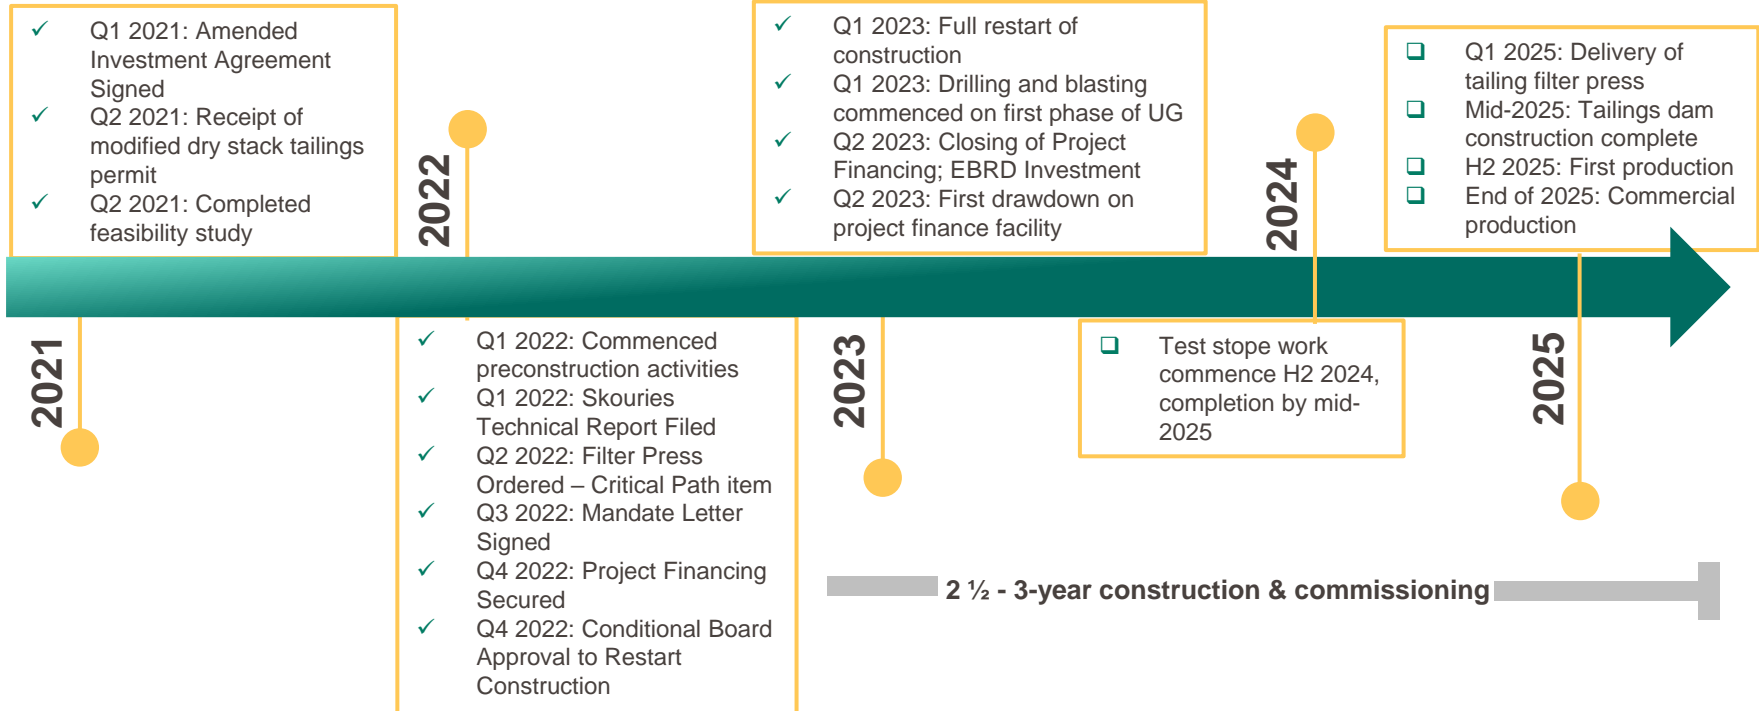 Q1 2021: Amended
Investment Agreement
Signed
Q2 2021: Receipt of
modified dry stack tailings
permit
Q2 2021: Completed
feasibility study
2021
2022
Q1 2022: Commenced
preconstruction activities
Q1 2022: Skouries
Technical Report Filed
Q2 2022: Filter Press
Ordered – Critical Path item
Q3 2022: Mandate Letter
Signed
Q4 2022: Project Financing
Secured
Q4 2022: Conditional Board
Approval to Restart
Construction
Q1 2023: Full restart of
construction
Q1 2023: Drilling and blasting
commenced on first phase of UG
Q2 2023: Closing of Project
Financing; EBRD Investment
Q2 2023: First drawdown on
project finance facility
2023
2024
Test stope work
commence H2 2024,
completion by mid-
2025
Q1 2025: Delivery of
tailing filter press
Mid-2025: Tailings dam
construction complete
H2 2025: First production
End of 2025: Commercial
production
2025
2 ½ - 3-year construction & commissioning